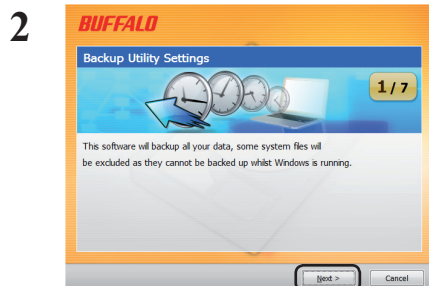 2
BUFFALO
Backup Utility Settings
1 / 7
This software will backup all your data, some system files will
be excluded as they cannot be backed up whilst Windows is running.
Next >
Cancel